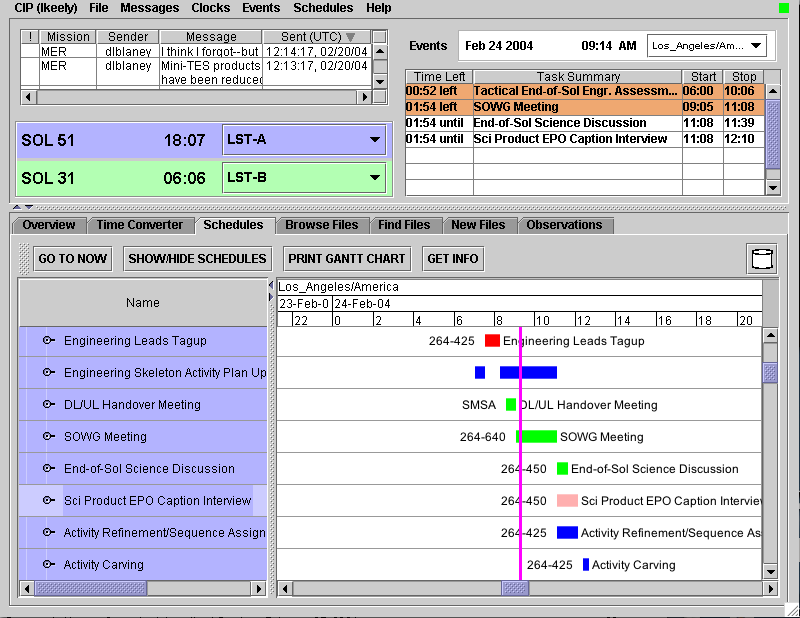 CIP (lkeely) File Messages Clocks Events Schedules Help
! Mission Sender Message Sent (UTC)
MER dlblaney I think I forgot--but 12:14:17, 02/20/04
MER dlblaney Mini-TES products 12:13:17, 02/20/04
have been reduced
Events Feb 24 2004 09:14 AM Los_Angeles/Am...
Time Left Task Summary Start Stop
00:52 left Tactical End-of-Sol Engr. Assessm... 06:00 10:06
01:54 left SOWG Meeting 09:05 11:08
01:54 until End-of-Sol Science Discussion 11:08 11:39
01:54 until Sci Product EPO Caption Interview 11:08 12:10
SOL 51 18:07 LST-A
SOL 31 06:06 LST-B
Overview Time Converter Schedules Browse Files Find Files New Files Observations
GO TO NOW SHOW/HIDE SCHEDULES PRINT GANTT CHART GET INFO
Name
Los_Angeles/America
23-Feb-0 24-Feb-04
22 0 2 4 6 8 10 12 14 16 18 20
Engineering Leads Tagup 264-425 Engineering Leads Tagup
Engineering Skeleton Activity Plan Up
DL/UL Handover Meeting SMSA DL/UL Handover Meeting
SOWG Meeting 264-640 SOWG Meeting
End-of-Sol Science Discussion 264-450 End-of-Sol Science Discussion
Sci Product EPO Caption Interview 264-450 Sci Product EPO Caption Interview
Activity Refinement/Sequence Assign 264-425 Activity Refinement/Sequence As
Activity Carving 264-425 Activity Carving